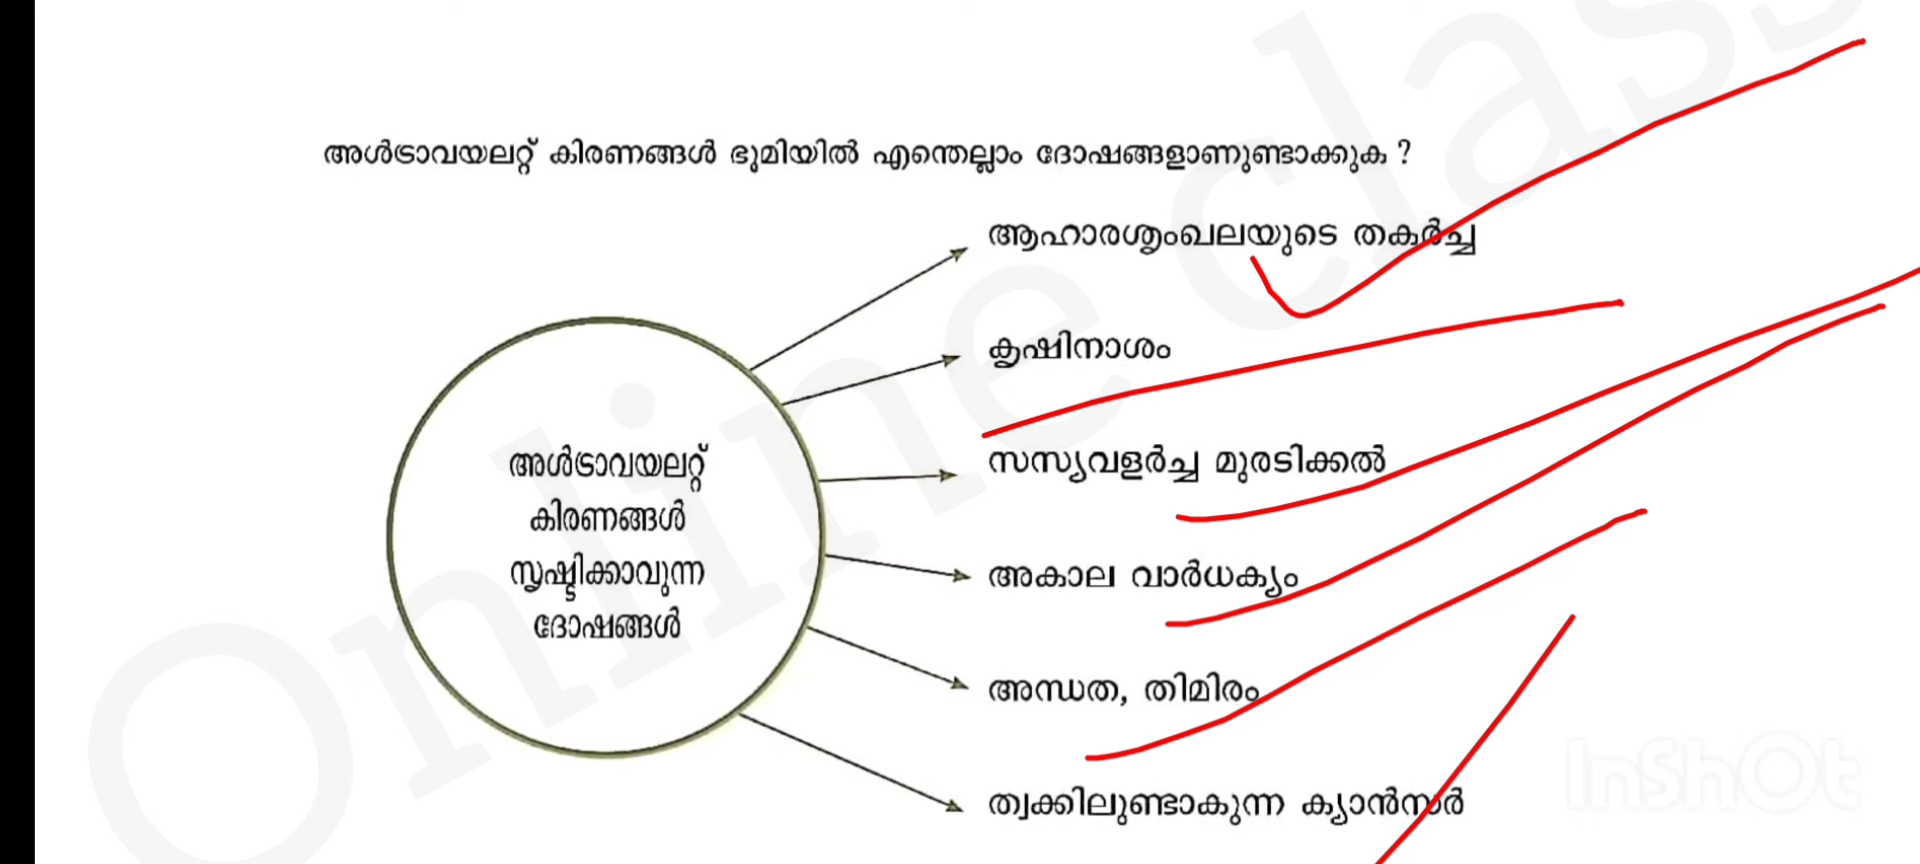 അൾട്രാവയലറ്റ് കിരണങ്ങൾ ഭൂമിയിൽ എന്തെല്ലാം ദോഷങ്ങളാണുണ്ടാക്കുക ?
ആഹാരശൃംഖലയുടെ തകർച്ച
കൃഷിനാശം
സസ്യവളർച്ച മുരടിക്കൽ
അകാല വാർധക്യം
അന്ധത, തിമിരം
ത്വക്കിലുണ്ടാകുന്ന ക്യാൻസർ
അൾട്രാവയലറ്റ്
കിരണങ്ങൾ
സൃഷ്ടിക്കാവുന്ന
ദോഷങ്ങൾ
Online class
InShOt